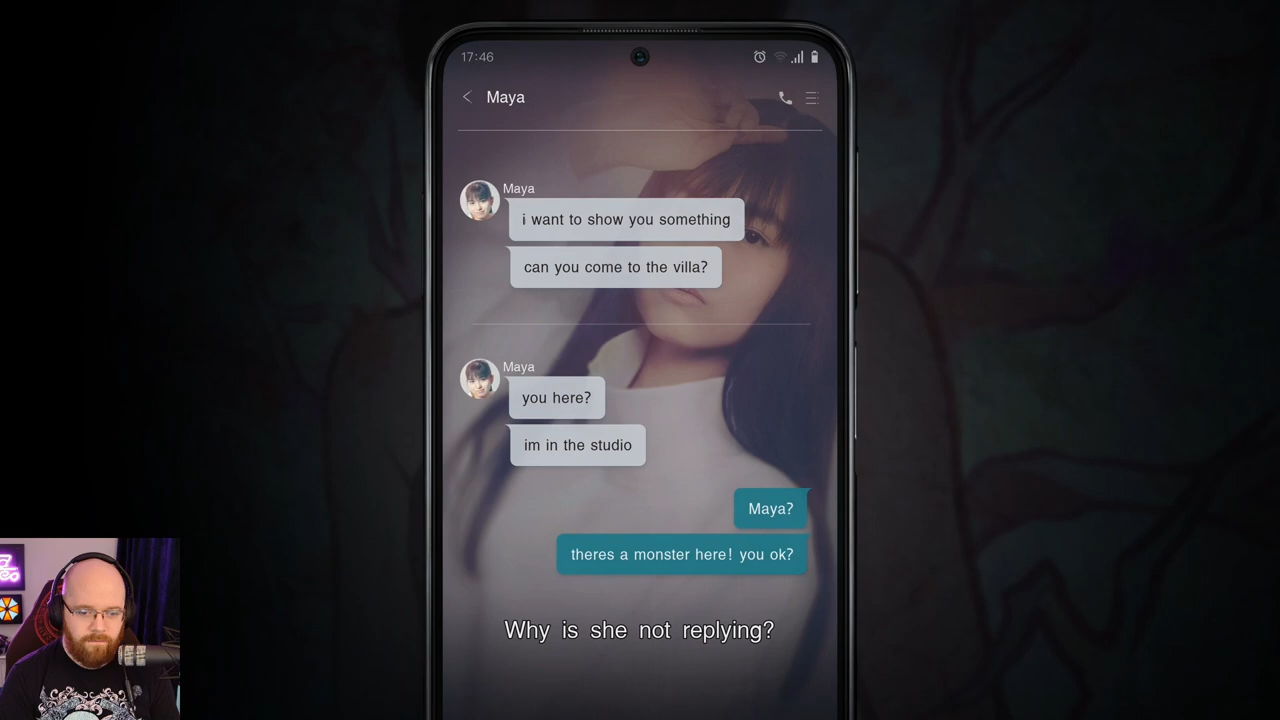 17:46
Maya
Maya
i want to show you something
can you come to the villa?
Maya
you here?
im in the studio
Maya?
theres a monster here! you ok?
Why is she not replying?